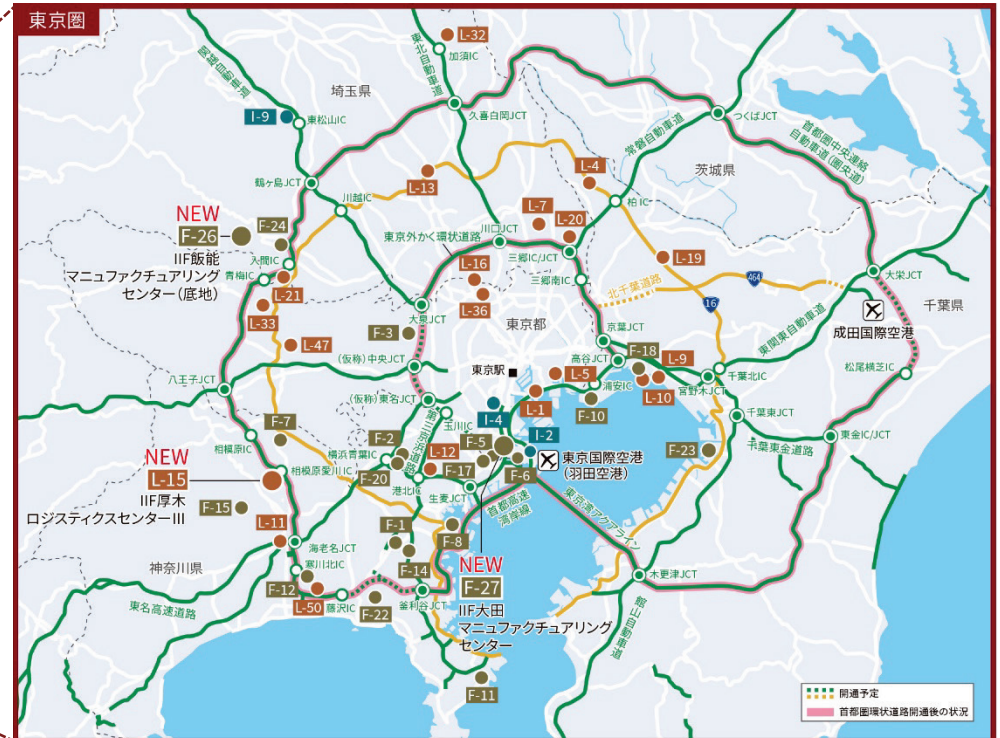 東京圏
L-32
加須IC
東北自動車道
関越自動車道
埼玉県
I-9
東松山IC
久喜白岡JCT
つくばJCT
首都圏中央連絡
自動車道(圏央道)
常磐自動車道
茨城県
鶴ヶ島JCT
川越IC
L-13
L-4
柏IC
NEW
F-26
IIF飯能
マニュファクチュアリング
センター(底地)
F-24
入間IC
青梅IC
L-21
L-33
L-47
東京外かく環状道路
川口JCT
L-7
L-20
三郷IC/JCT
三郷南IC
L-16
L-36
L-19
北千葉道路
464
16
大栄JCT
成田国際空港
千葉県
東関東自動車道
松尾横芝IC
大泉JCT
F-3
東京都
京葉JCT
高谷JCT
F-18
L-9
L-10
千葉北IC
宮野木JCT
東京駅
L-5
浦安IC
F-10
L-1
(仮称)中央JCT
八王子JCT
(仮称)東名JCT
第三京浜道路
玉川IC
I-4
I-2
F-5
F-6
東京国際空港
(羽田空港)
千葉東JCT
千葉東金道路
東金IC/JCT
F-23
F-7
相模原IC
相模原愛川IC
F-2
横浜青葉IC
F-20
L-12
F-17
港北IC
生麦JCT
首都高速
湾岸線
東京湾アクアライン
NEW
L-15
IIF厚木
ロジスティクスセンターIII
F-15
L-11
海老名JCT
神奈川県
寒川北IC
F-12
L-50
藤沢IC
F-22
釜利谷JCT
F-1
F-14
F-8
東名高速道路
NEW
F-27
IIF大田
マニュファクチュアリング
センター
F-11
木更津JCT
館山自動車道
開通予定
首都圏環状道路開通後の状況